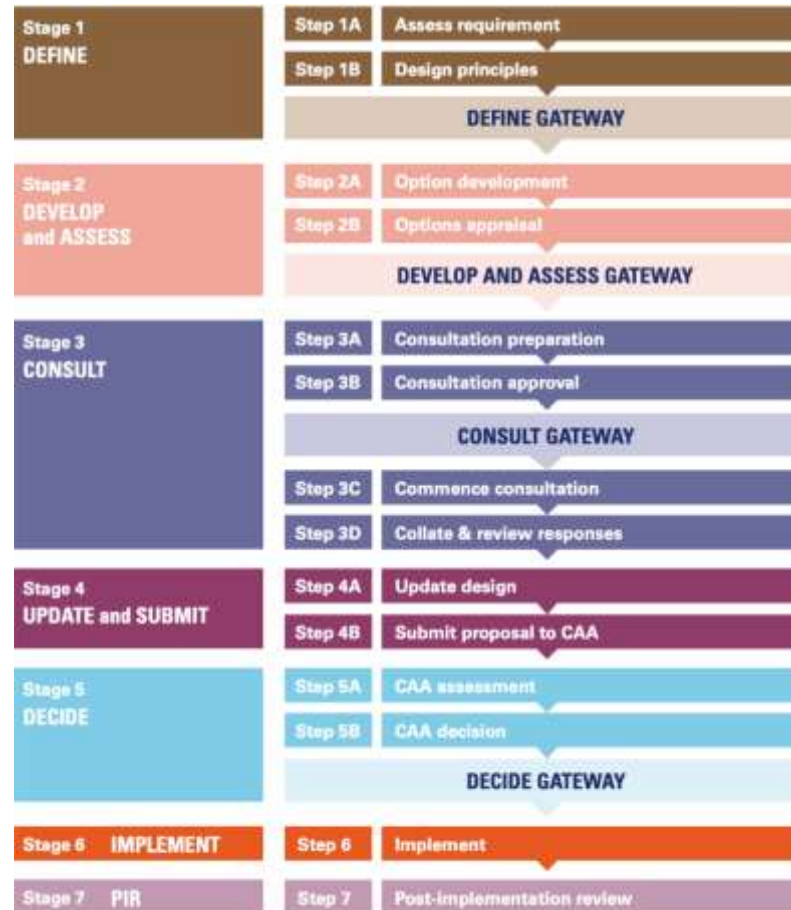 Stage 1
DEFINE
Step 1A Assess requirement
Step 1B Design principles
DEFINE GATEWAY
Stage 2
DEVELOP
and ASSESS
Step 2A Option development
Step 2B Options appraisal
DEVELOP AND ASSESS GATEWAY
Stage 3
CONSULT
Step 3A Consultation preparation
Step 3B Consultation approval
CONSULT GATEWAY
Step 3C Commence consultation
Step 3D Collate & review responses
Stage 4
UPDATE and SUBMIT
Step 4A Update design
Step 4B Submit proposal to CAA
Stage 5
DECIDE
Step 5A CAA assessment
Step 5B CAA decision
DECIDE GATEWAY
Stage 6 IMPLEMENT Step 6 Implement
Stage 7 PIR Step 7 Post-implementation review